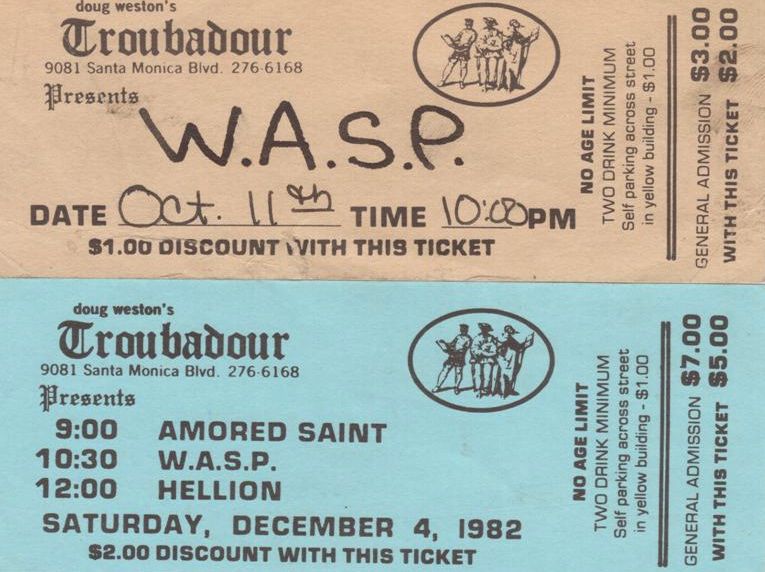 doug weston's
Troubadour
9081 Santa Monica Blvd. 276-6168
Presents
W.A.S.P.
DATE Oct. 11th TIME 10:00PM
$1.00 DISCOUNT WITH THIS TICKET
NO AGE LIMIT
TWO DRINK MINIMUM
Self parking across street
in yellow building - $1.00
GENERAL ADMISSION $3.00
WITH THIS TICKET $2.00
doug weston's
Troubadour
9081 Santa Monica Blvd. 276-6168
Presents
9:00 AMORED SAINT
10:30 W.A.S.P.
12:00 HELLION
SATURDAY, DECEMBER 4, 1982
$2.00 DISCOUNT WITH THIS TICKET
NO AGE LIMIT
TWO DRINK MINIMUM
Self parking across street
in yellow building - $1.00
GENERAL ADMISSION $7.00
WITH THIS TICKET $5.00